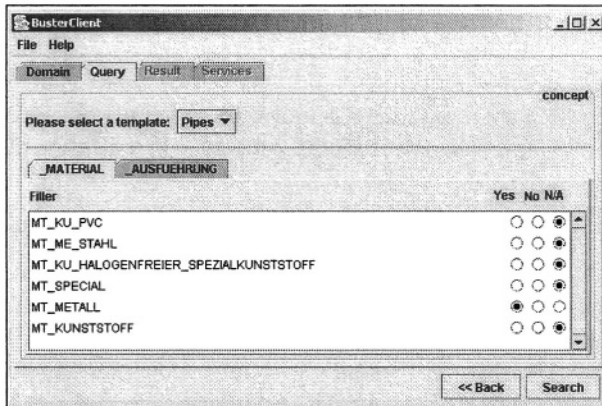 BusterClient
File Help
Domain Query Result Services
concept
Please select a template: Pipes
_MATERIAL _AUSFUEHRUNG
Filler Yes No N/A
MT_KU_PVC
MT_ME_STAHL
MT_KU_HALOGENFREIER_SPEZIALKUNSTSTOFF
MT_SPECIAL
MT_METALL
MT_KUNSTSTOFF
<< Back Search